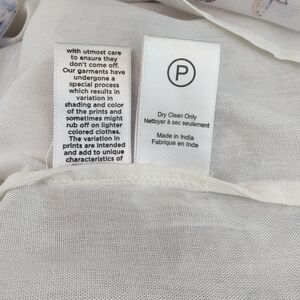 with utmost care
to ensure they
don't come off.
Our garments have
undergone a
special process
which results in
variation in
shading and color
of the prints and
sometimes might
rub off on lighter
colored clothes.
The variation in
prints are intended
and add to unique
characteristics of
P
Dry Clean Only
Nettoyer à sec seulement
Made in India
Fabrique en Inde